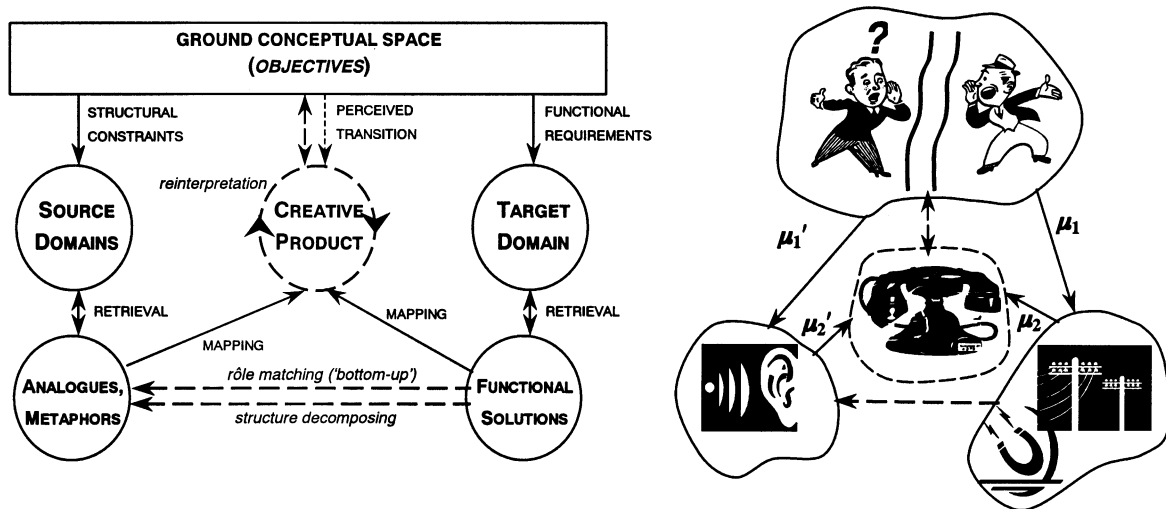 GROUND CONCEPTUAL SPACE
(OBJECTIVES)
STRUCTURAL
CONSTRAINTS
PERCEIVED
TRANSITION
FUNCTIONAL
REQUIREMENTS
reinterpretation
SOURCE
DOMAINS
CREATIVE
PRODUCT
TARGET
DOMAIN
RETRIEVAL
MAPPING
RETRIEVAL
MAPPING
ANALOGUES,
METAPHORS
rôle matching ('bottom-up')
structure decomposing
FUNCTIONAL
SOLUTIONS
?
μ1'
μ1
μ2'
μ2